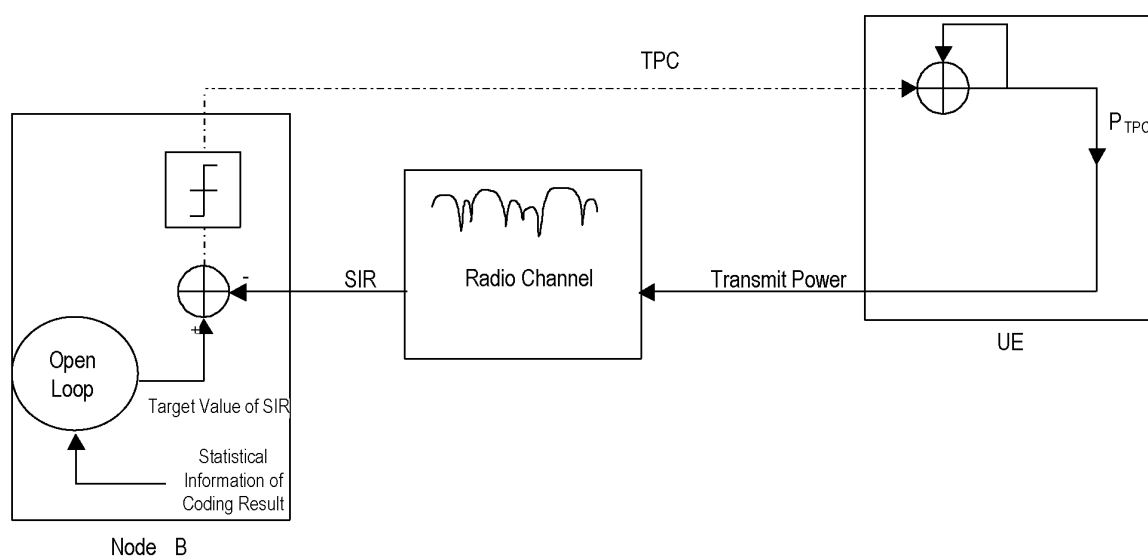 TPC
P TPC
SIR
Radio Channel
Transmit Power
-
+
UE
Open
Loop
Target Value of SIR
Statistical
Information of
Coding Result
Node B